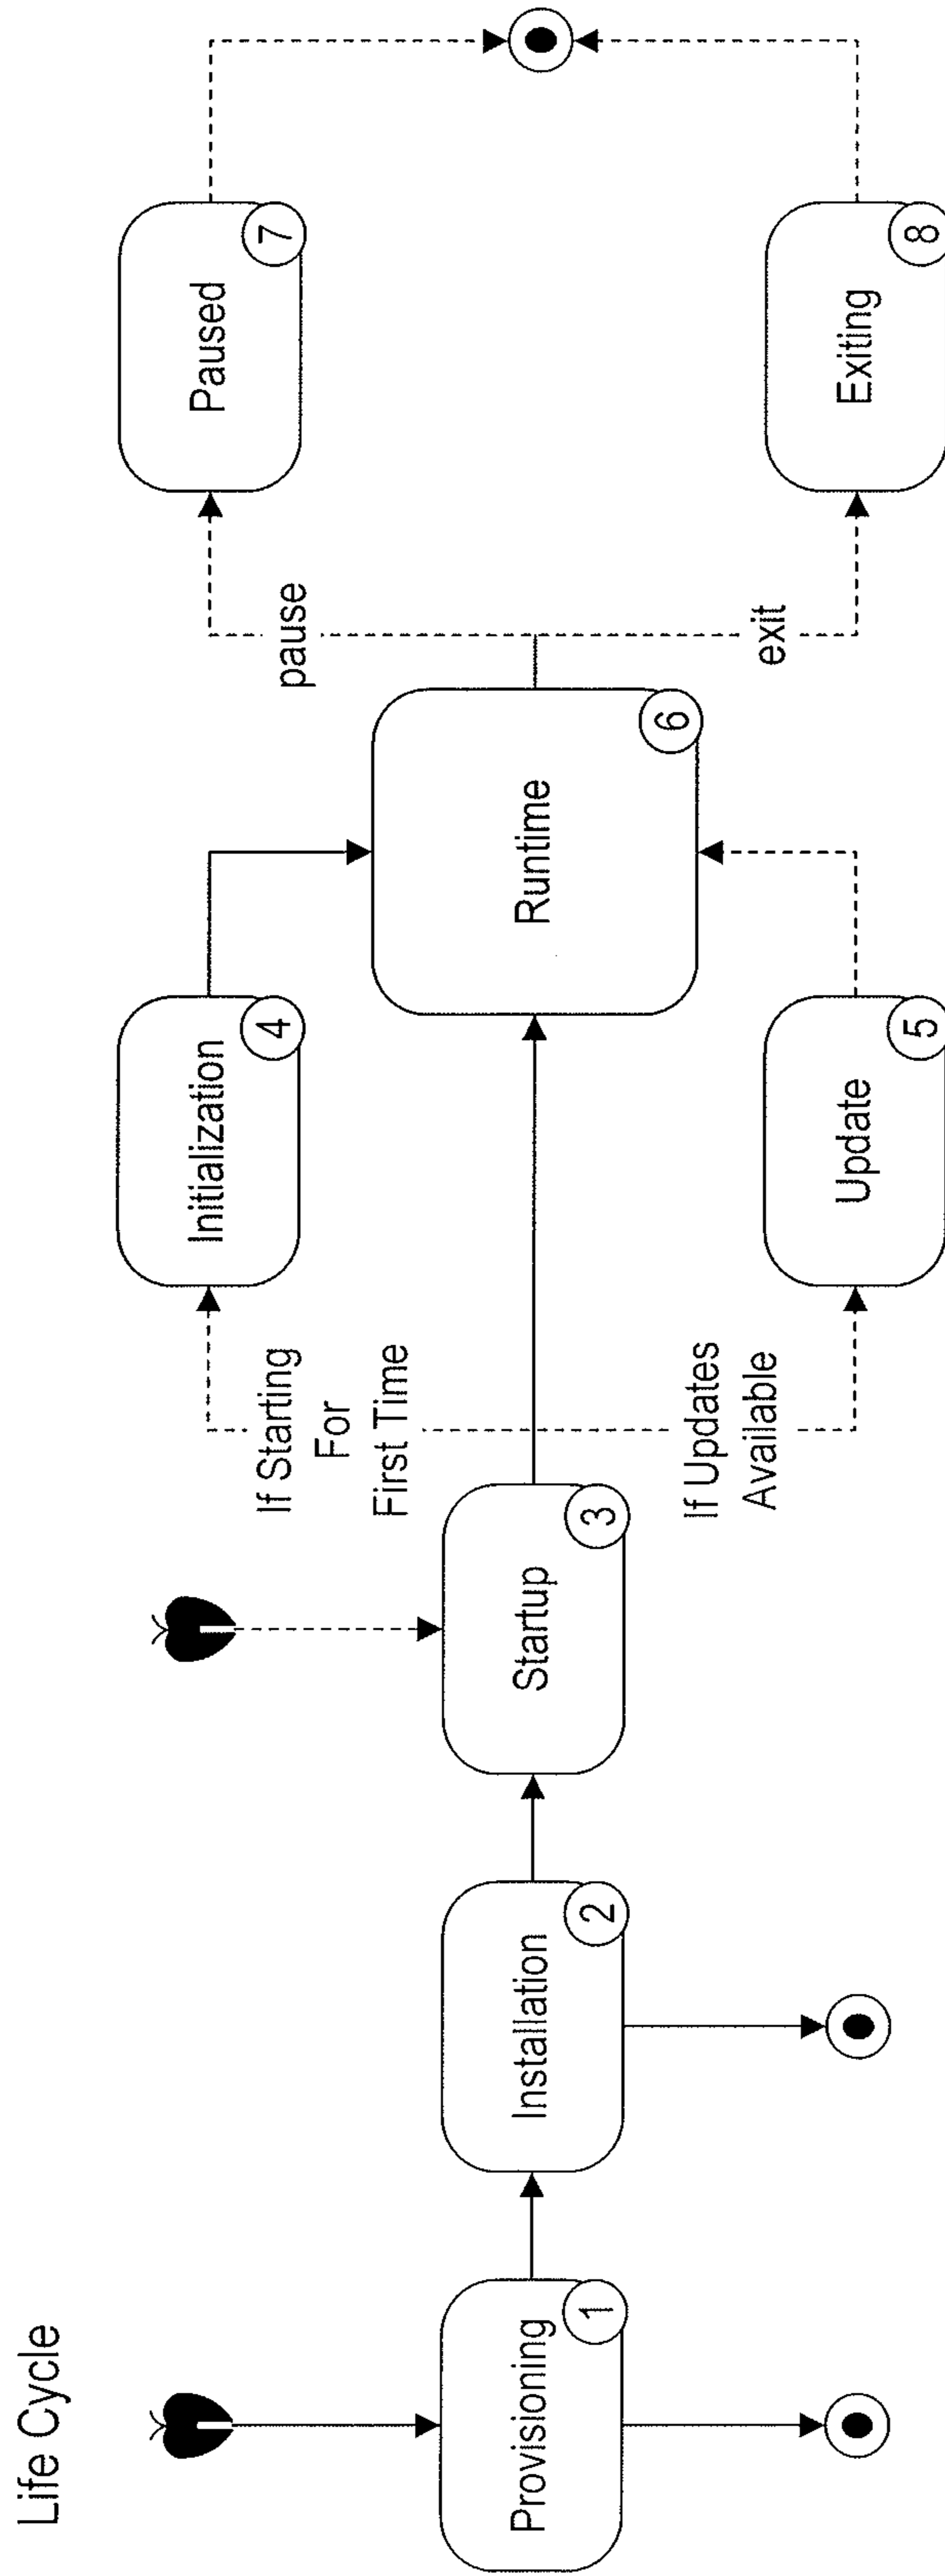 Life Cycle
Provisioning
1
Installation
2
Startup
3
If Starting
For
First Time
If Updates
Available
Initialization
4
Update
5
Runtime
6
pause
exit
Paused
7
Exiting
8